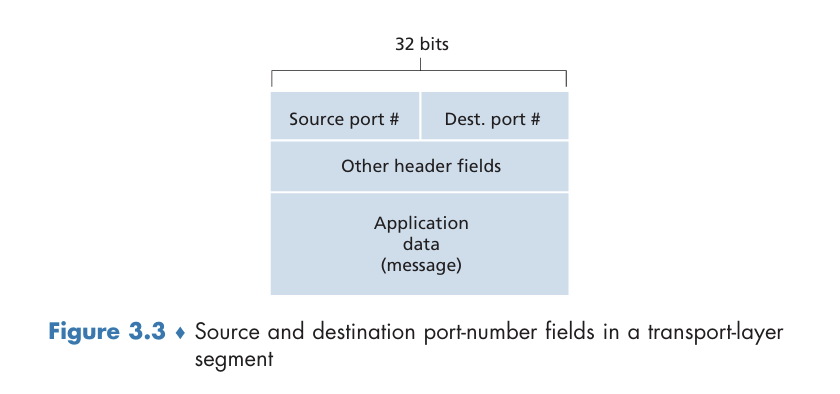 32 bits
Source port #
Dest. port #
Other header fields
Application
data
(message)
Figure 3.3 ♦ Source and destination port-number fields in a transport-layer
segment